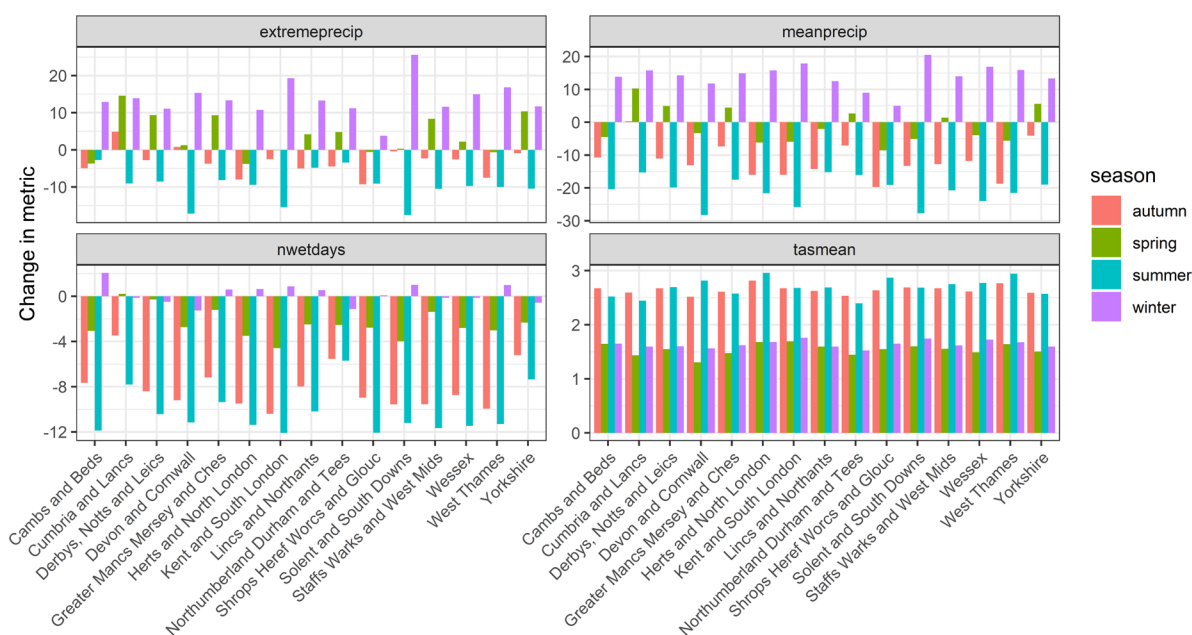 extremeprecip
meanprecip
20
10
0
-10
20
10
0
-10
-20
-30
nwetdays
tasmean
0
-4
-8
-12
3
2
1
0
Change in metric
Cambs and Beds
Cumbria and Lancs
Derbys, Notts and Leics
Devon and Cornwall
Greater Mancs Mersey and Ches
Herts and North London
Kent and South London
Lincs and Northants
Northumberland Durham and Tees
Shrops Heref Worcs and Glouc
Solent and South Downs
Staffs Warks and West Mids
Wessex
West Thames
Yorkshire
Cambs and Beds
Cumbria and Lancs
Derbys, Notts and Leics
Devon and Cornwall
Greater Mancs Mersey and Ches
Herts and North London
Kent and South London
Lincs and Northants
Northumberland Durham and Tees
Shrops Heref Worcs and Glouc
Solent and South Downs
Staffs Warks and West Mids
Wessex
West Thames
Yorkshire
season
autumn
spring
summer
winter